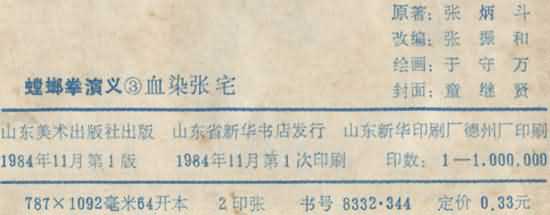 原著：张炳斗
改编：张振和
绘画：于守万
封面：童继贤
螳螂拳演义③血染张宅
山东美术出版社出版 山东省新华书店发行 山东新华印刷厂德州厂印刷
1984年11月第1版 1984年11月第1次印刷 印数：1—1.000.000
787×1092毫米64开本 2印张 书号 8332·344 定价 0.33元